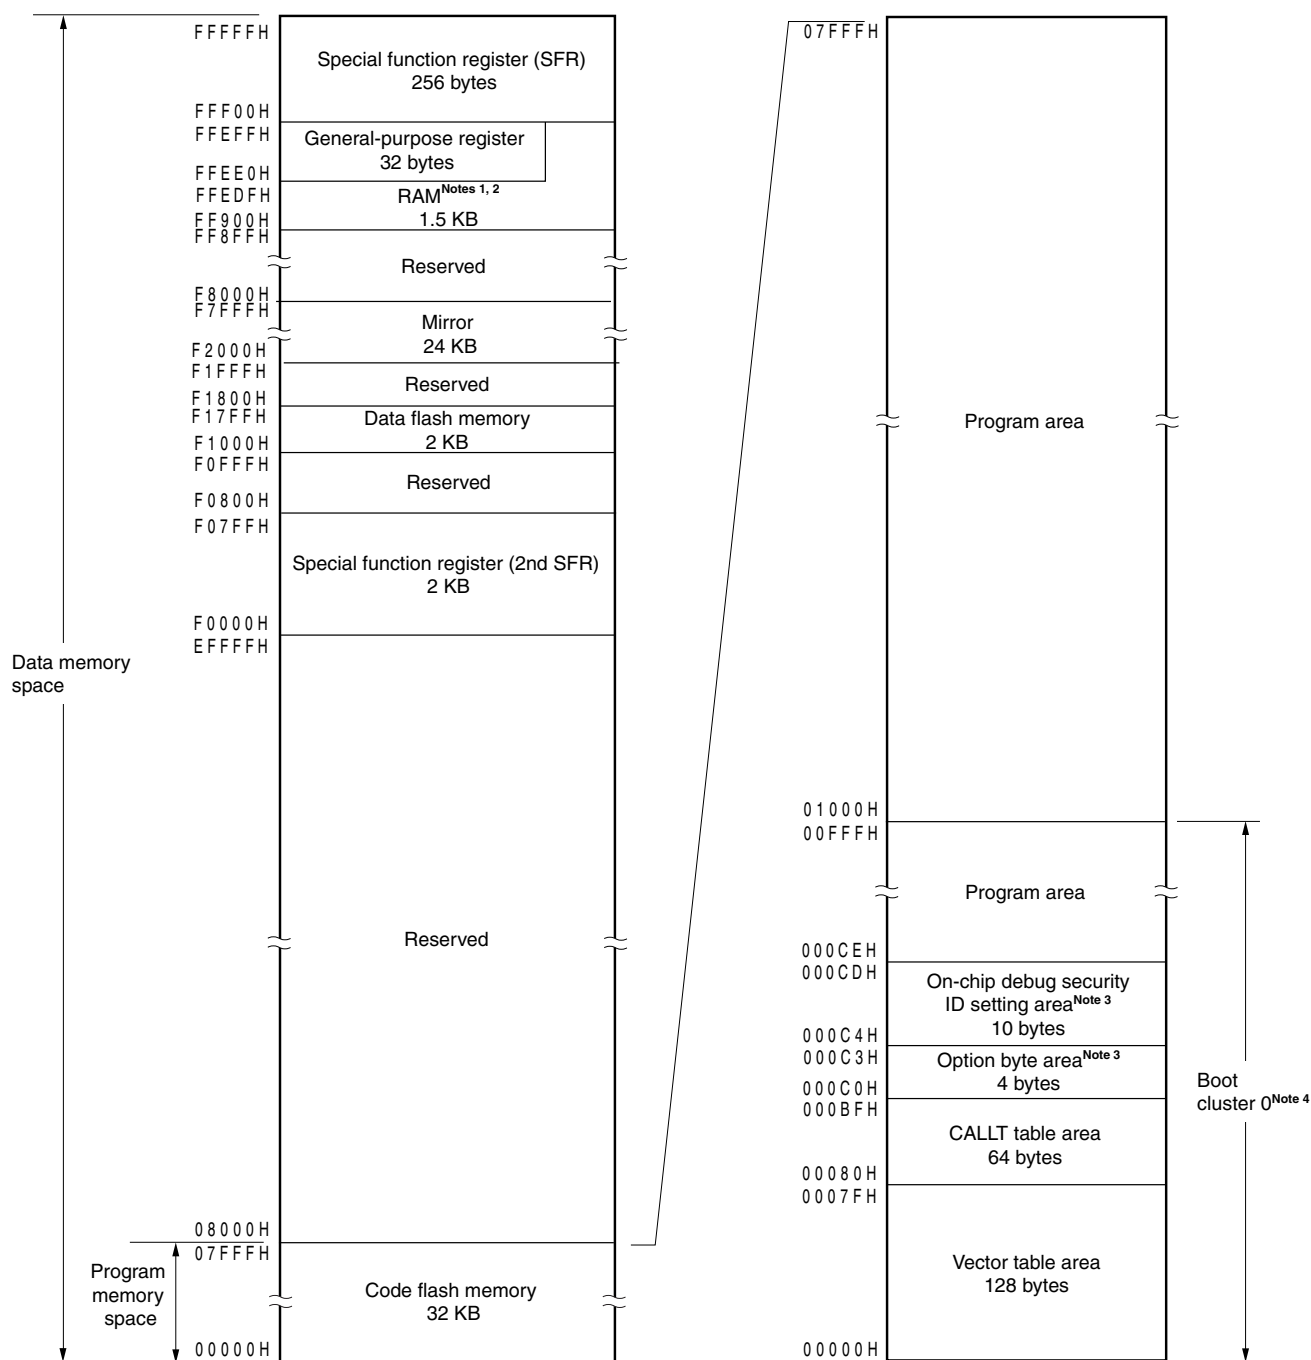 FFFFFH
Special function register (SFR)
256 bytes
FFF00H
FFEFFH
General-purpose register
32 bytes
FFEE0H
FFEDFH
RAMNotes 1, 2
1.5 KB
FF900H
FF8FFH
Reserved
F8000H
F7FFFH
Mirror
24 KB
F2000H
F1FFFH
Reserved
F1800H
F17FFH
Data flash memory
2 KB
F1000H
F0FFFH
Reserved
F0800H
F07FFH
Special function register (2nd SFR)
2 KB
F0000H
EFFFFH
Data memory
space
Reserved
08000H
07FFFH
Program
memory
space
Code flash memory
32 KB
00000H
07FFFH
Program area
01000H
00FFFH
Program area
000CEH
000CDH
On-chip debug security
ID setting areaNote 3
10 bytes
000C4H
000C3H
Option byte areaNote 3
4 bytes
000C0H
000BFH
CALLT table area
64 bytes
00080H
0007FH
Vector table area
128 bytes
00000H
Boot
cluster 0Note 4